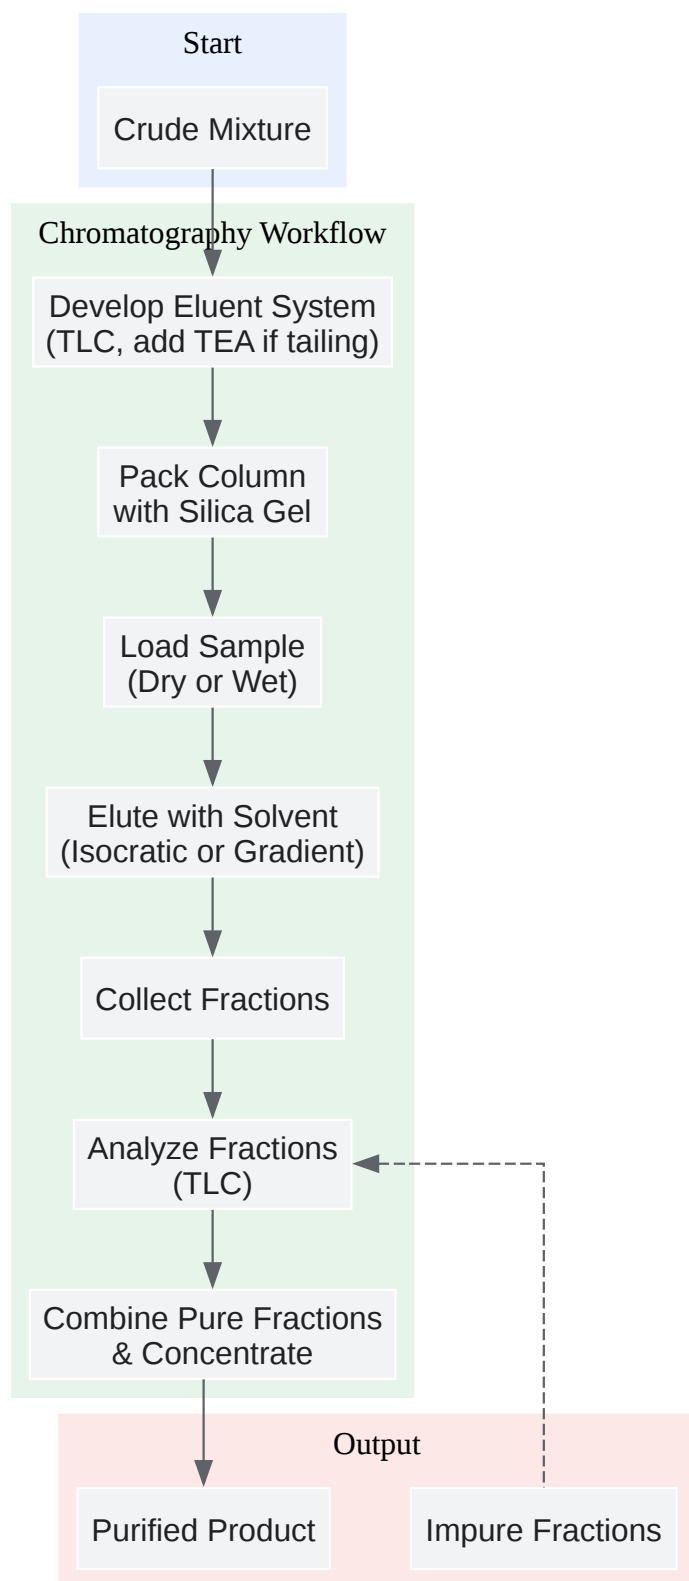 Start
Crude Mixture
Chromatography Workflow
Develop Eluent System
(TLC, add TEA if tailing)
Pack Column
with Silica Gel
Load Sample
(Dry or Wet)
Elute with Solvent
(Isocratic or Gradient)
Collect Fractions
Analyze Fractions
(TLC)
Combine Pure Fractions
& Concentrate
Output
Purified Product
Impure Fractions